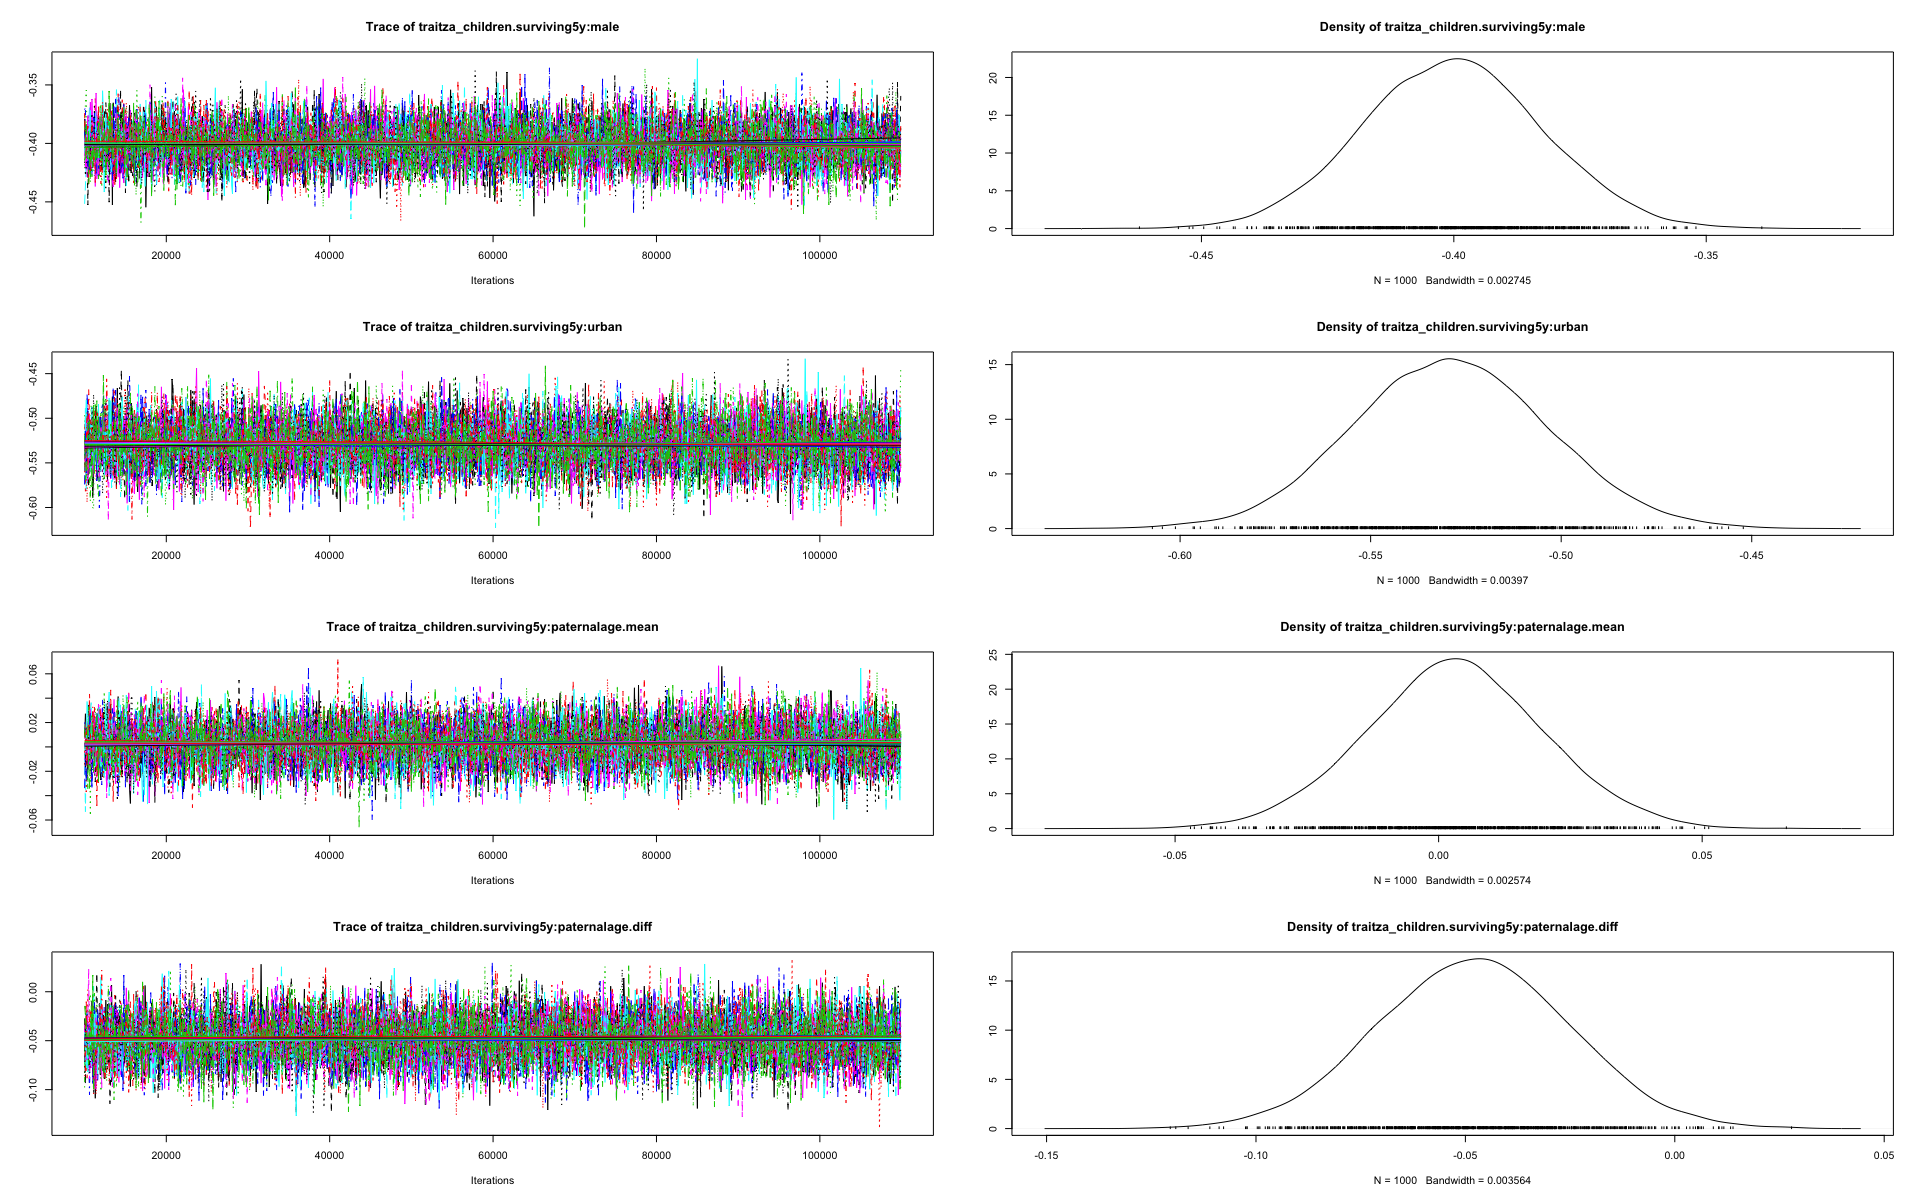 Trace of traitza_children.surviving5y:male
-0.35
-0.40
-0.45
20000 40000 60000 80000 100000
Iterations
Density of traitza_children.surviving5y:male
20
15
10
5
0
-0.45 -0.40 -0.35
N = 1000 Bandwidth = 0.002745
Trace of traitza_children.surviving5y:urban
-0.45
-0.50
-0.55
-0.60
20000 40000 60000 80000 100000
Iterations
Density of traitza_children.surviving5y:urban
15
10
5
0
-0.60 -0.55 -0.50 -0.45
N = 1000 Bandwidth = 0.00397
Trace of traitza_children.surviving5y:paternalage.mean
0.06
0.02
-0.02
-0.06
20000 40000 60000 80000 100000
Iterations
Density of traitza_children.surviving5y:paternalage.mean
25
20
15
10
5
0
-0.05 0.00 0.05
N = 1000 Bandwidth = 0.002574
Trace of traitza_children.surviving5y:paternalage.diff
0.00
-0.05
-0.10
20000 40000 60000 80000 100000
Iterations
Density of traitza_children.surviving5y:paternalage.diff
15
10
5
0
-0.15 -0.10 -0.05 0.00 0.05
N = 1000 Bandwidth = 0.003564